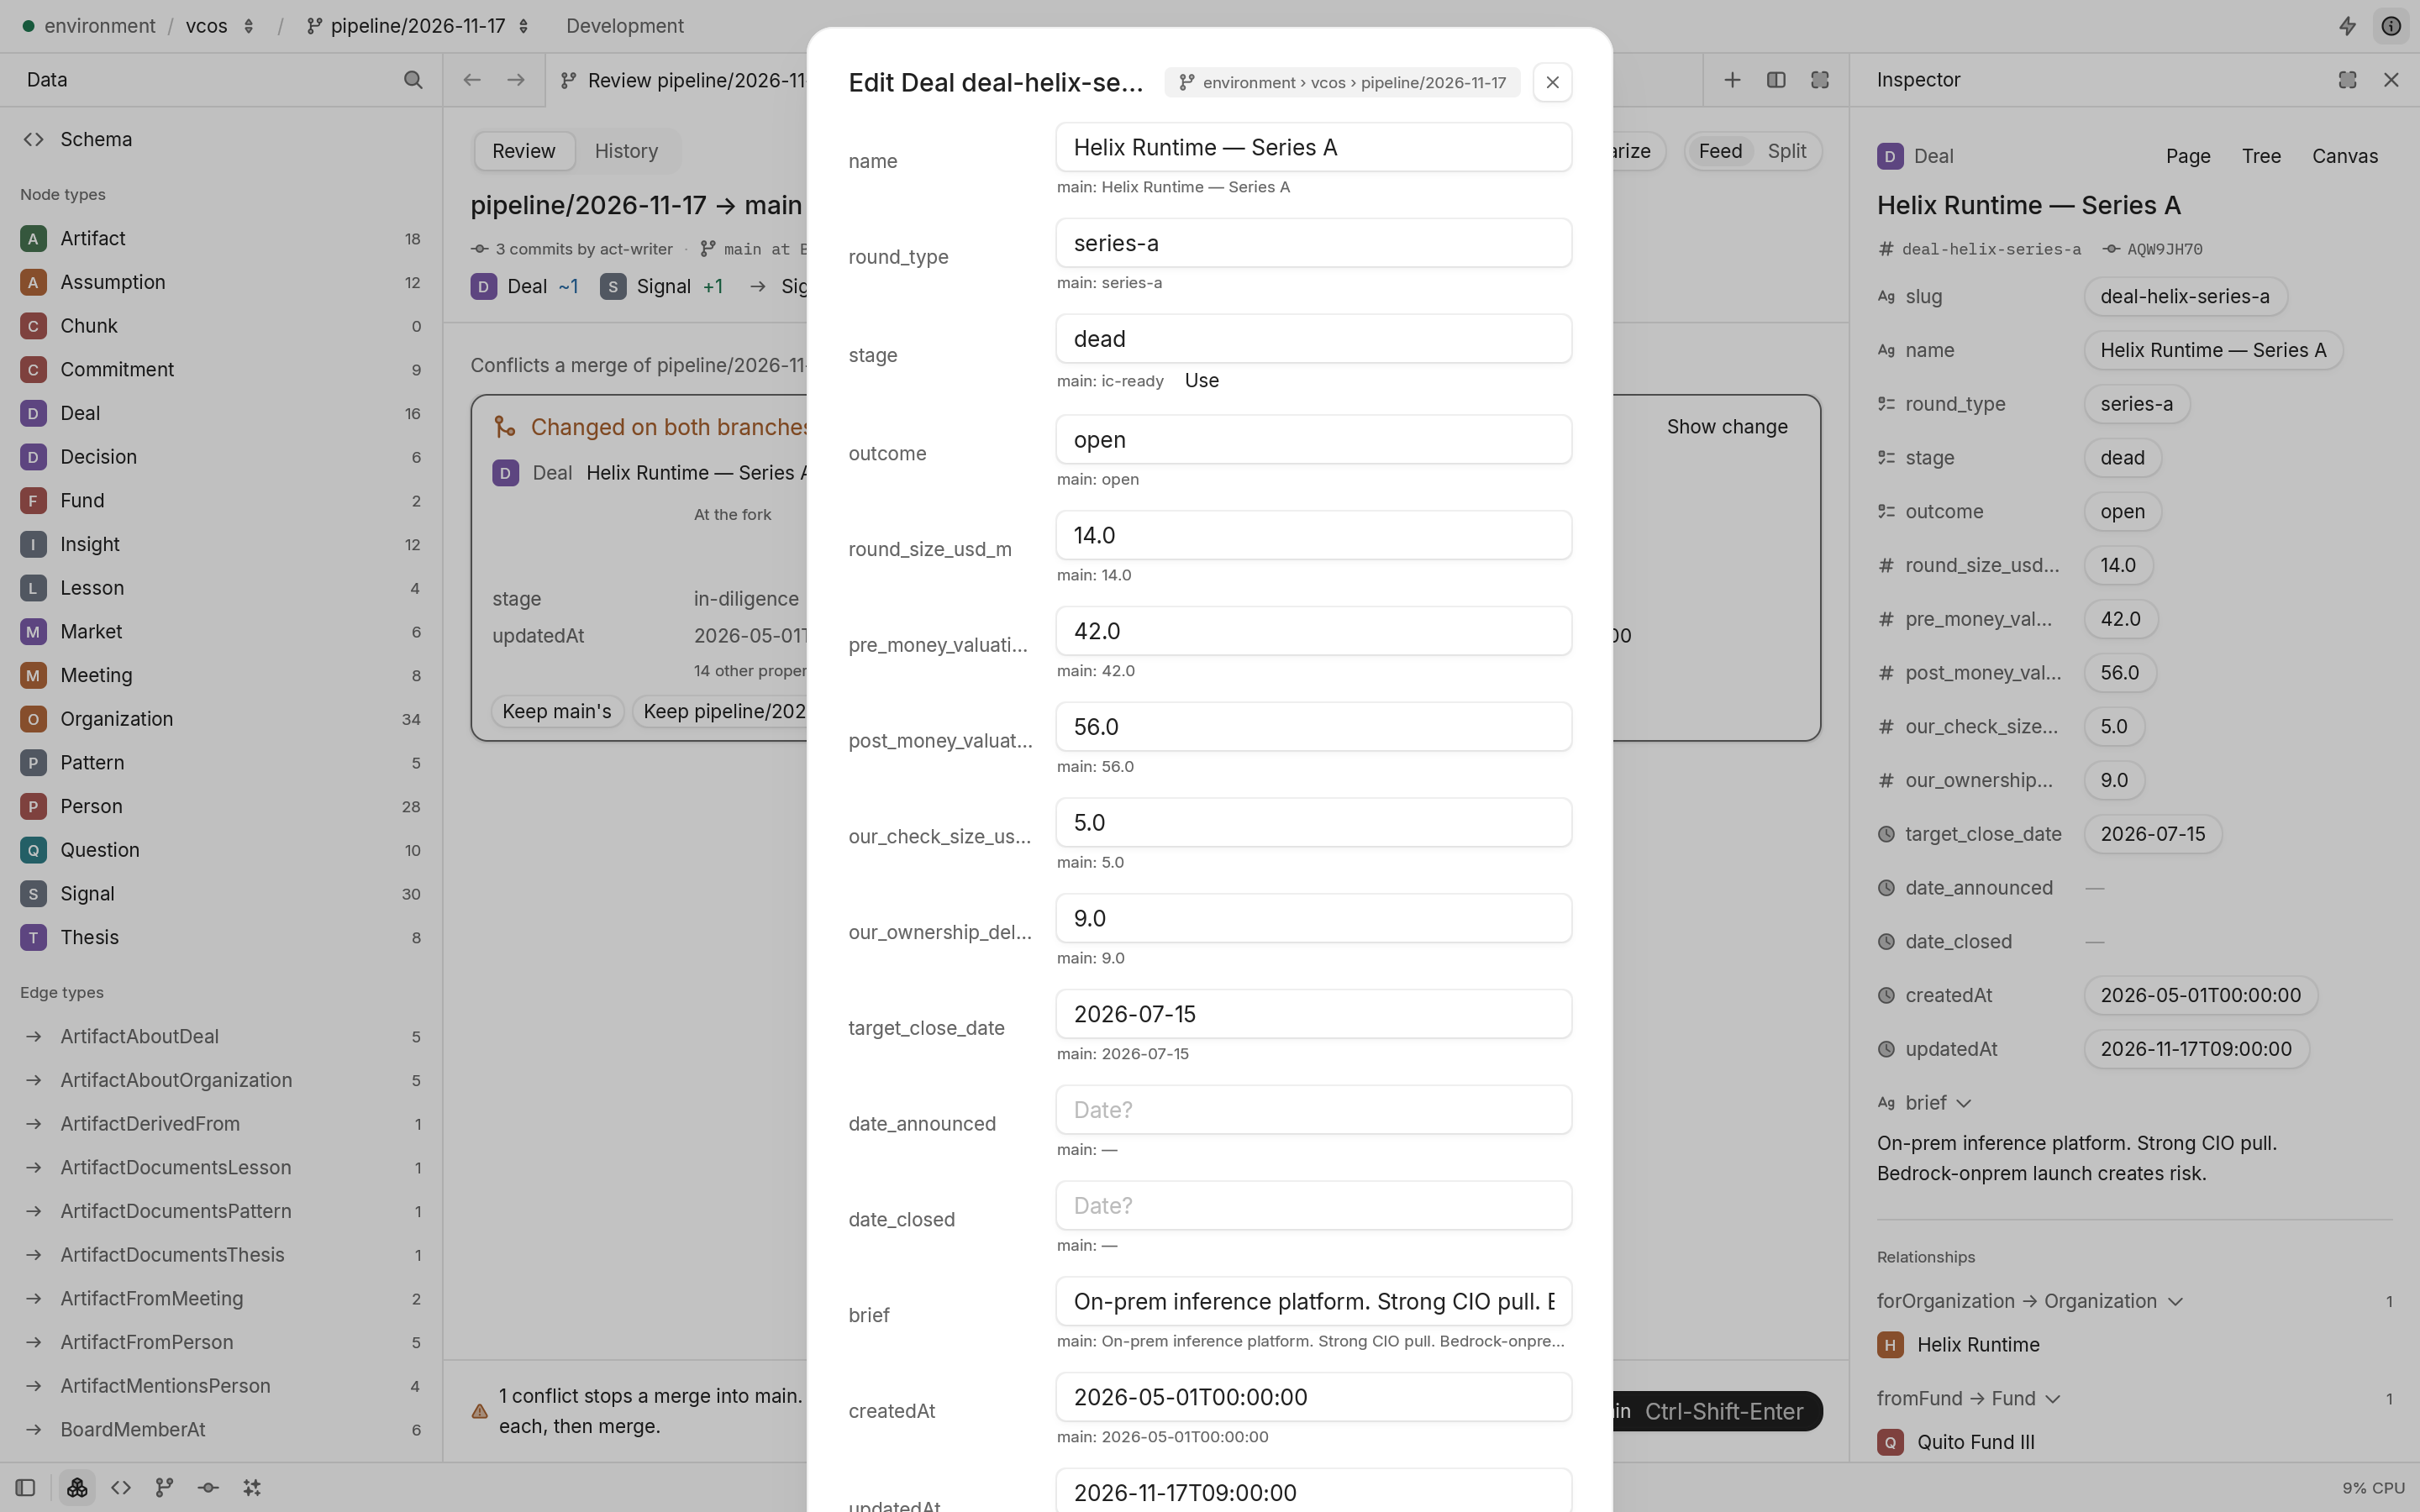 environment / vcos / pipeline/2026-11-17 Development
Data
Schema
Node types
A Artifact 18
A Assumption 12
C Chunk 0
C Commitment 9
D Deal 16
D Decision 6
F Fund 2
I Insight 12
L Lesson 4
M Market 6
M Meeting 8
O Organization 34
P Pattern 5
P Person 28
Q Question 10
S Signal 30
T Thesis 8
Edge types
ArtifactAboutDeal 5
ArtifactAboutOrganization 5
ArtifactDerivedFrom 1
ArtifactDocumentsLesson 1
ArtifactDocumentsPattern 1
ArtifactDocumentsThesis 1
ArtifactFromMeeting 2
ArtifactFromPerson 5
ArtifactMentionsPerson 4
BoardMemberAt 6
Review pipeline/2026-11
Review History
Feed Split
pipeline/2026-11-17 → main
3 commits by act-writer · main at
D Deal ~1 S Signal +1 → Sig
Conflicts a merge of pipeline/2026-11-
Changed on both branches
Show change
D Deal Helix Runtime — Series A
At the fork
stage in-diligence
updatedAt 2026-05-01T
00
14 other proper
Keep main's Keep pipeline/202
1 conflict stops a merge into main.
each, then merge.
in Ctrl-Shift-Enter
Edit Deal deal-helix-se... environment › vcos › pipeline/2026-11-17
name Helix Runtime — Series A
main: Helix Runtime — Series A
round_type series-a
main: series-a
stage dead
main: ic-ready Use
outcome open
main: open
round_size_usd_m 14.0
main: 14.0
pre_money_valuati... 42.0
main: 42.0
post_money_valuat... 56.0
main: 56.0
our_check_size_us... 5.0
main: 5.0
our_ownership_del... 9.0
main: 9.0
target_close_date 2026-07-15
main: 2026-07-15
date_announced Date?
main: —
date_closed Date?
main: —
brief On-prem inference platform. Strong CIO pull.
main: On-prem inference platform. Strong CIO pull. Bedrock-onpre...
createdAt 2026-05-01T00:00:00
main: 2026-05-01T00:00:00
updatedAt 2026-11-17T09:00:00
Inspector
D Deal Page Tree Canvas
Helix Runtime — Series A
# deal-helix-series-a AQW9JH70
Ag slug deal-helix-series-a
Ag name Helix Runtime — Series A
round_type series-a
stage dead
outcome open
# round_size_usd... 14.0
# pre_money_val... 42.0
# post_money_val... 56.0
# our_check_size... 5.0
# our_ownership... 9.0
target_close_date 2026-07-15
date_announced —
date_closed —
createdAt 2026-05-01T00:00:00
updatedAt 2026-11-17T09:00:00
Ag brief
On-prem inference platform. Strong CIO pull.
Bedrock-onprem launch creates risk.
Relationships
forOrganization → Organization 1
H Helix Runtime
fromFund → Fund 1
Q Quito Fund III
9% CPU